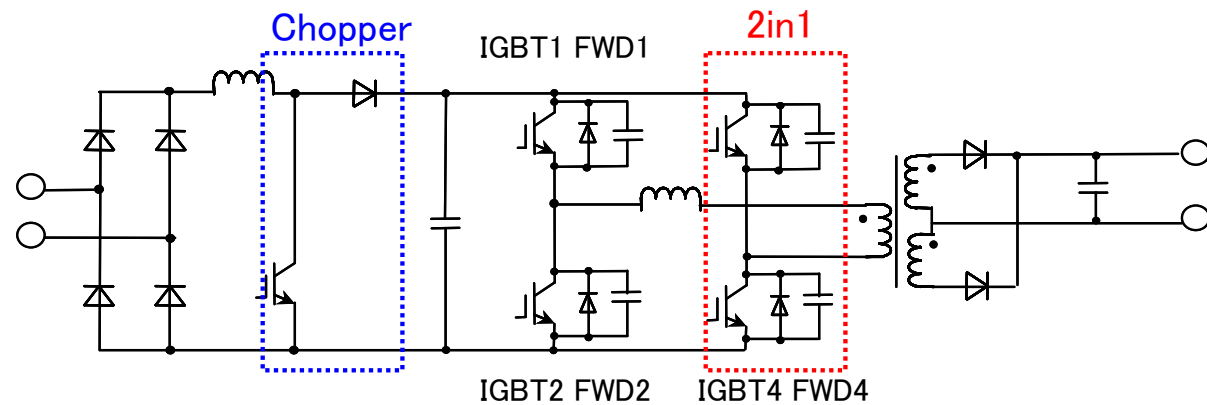 Chopper
2in1
IGBT1 FWD1
IGBT2 FWD2
IGBT4 FWD4